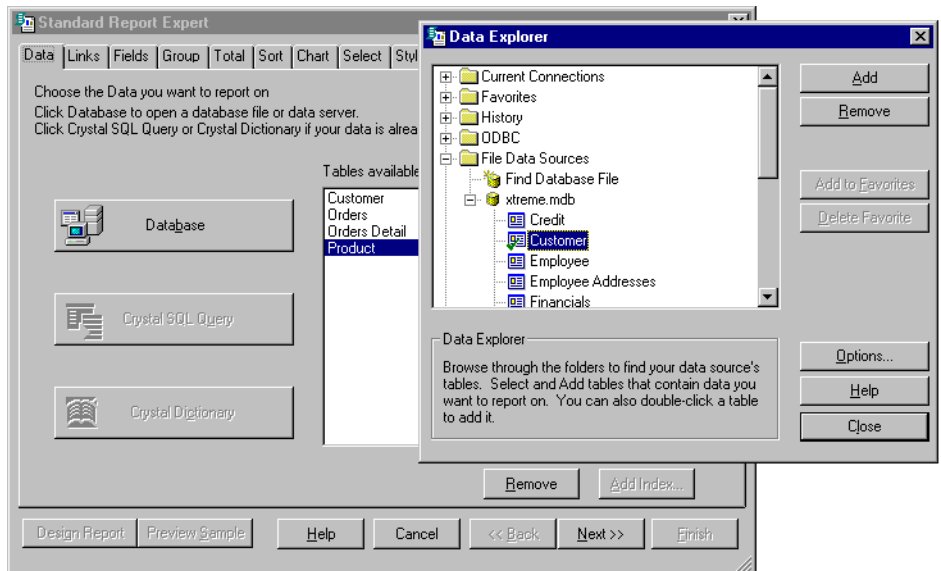 Standard Report Expert
Data Links Fields Group Total Sort Chart Select Styl
Choose the Data you want to report on
Click Database to open a database file or data server.
Click Crystal SQL Query or Crystal Dictionary if your data is alrea
Tables available
Database
Crystal SQL Query
Crystal Dictionary
Customer
Orders
Orders Detail
Product
Remove Add Index...
Design Report Preview Sample Help Cancel << Back Next >> Finish
Data Explorer
Current Connections
Favorites
History
ODBC
File Data Sources
Find Database File
xtreme.mdb
Credit
Customer
Employee
Employee Addresses
Financials
Add
Remove
Add to Favorites
Delete Favorite
Data Explorer
Browse through the folders to find your data source's
tables. Select and Add tables that contain data you
want to report on. You can also double-click a table
to add it.
Options...
Help
Close